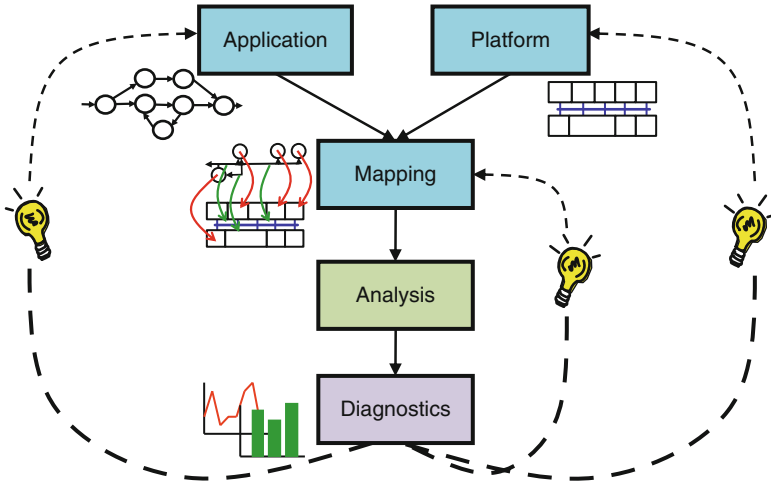 Application
Platform
Mapping
Analysis
Diagnostics